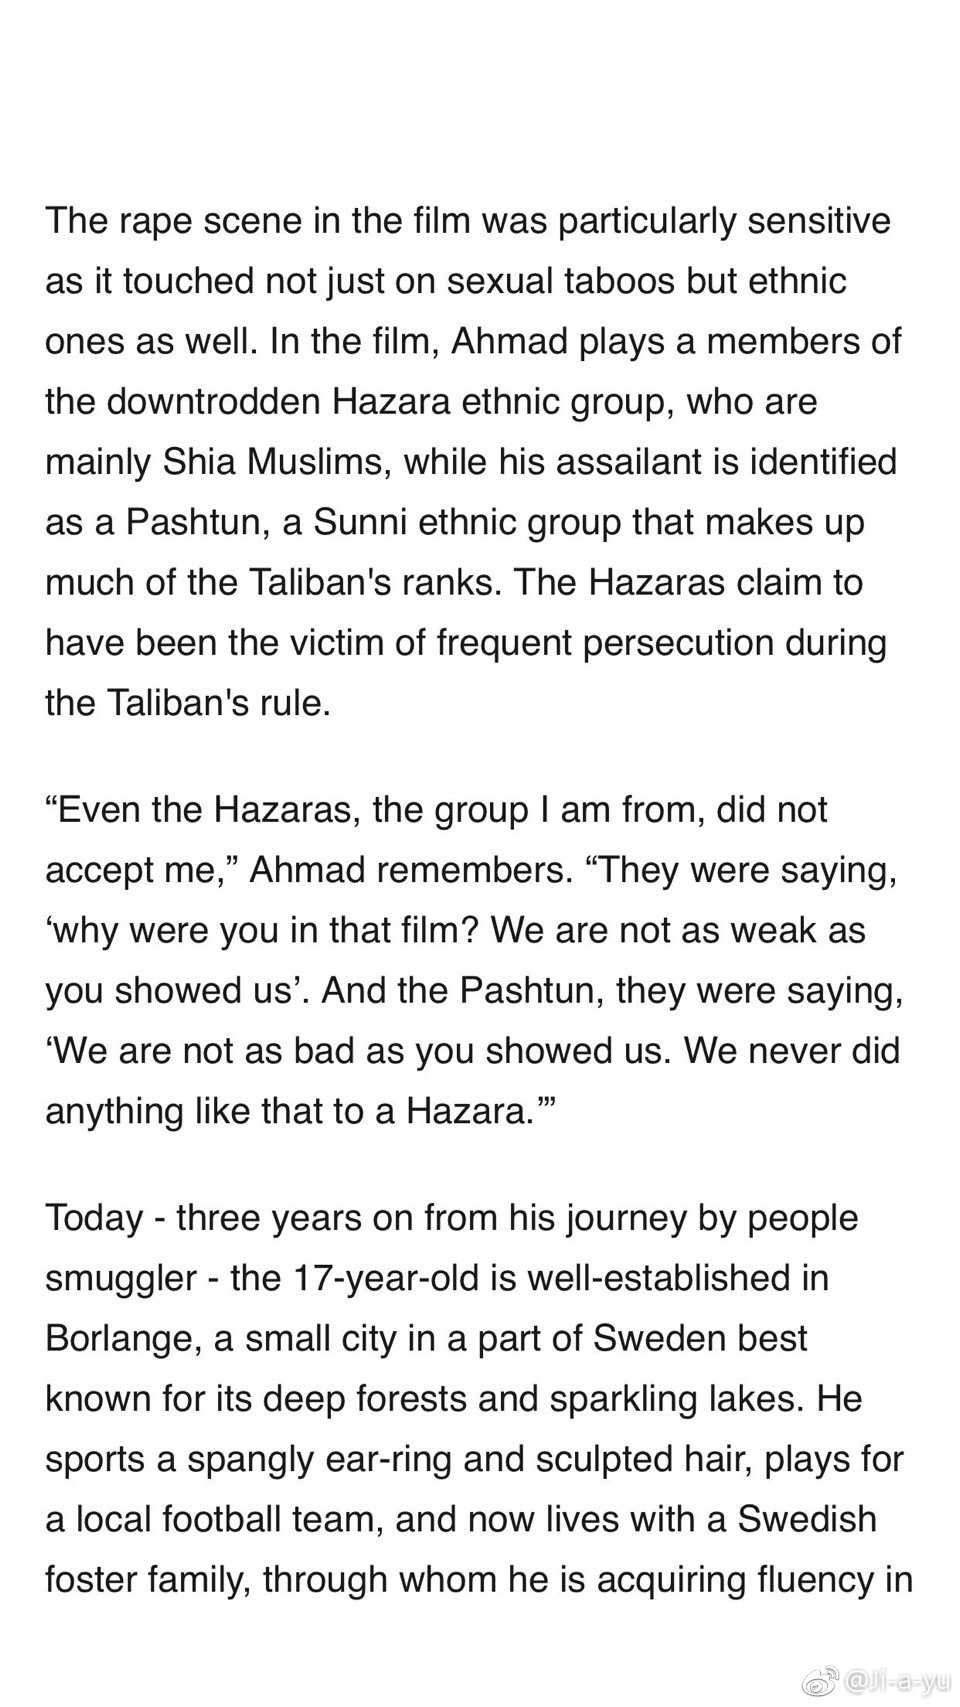 The rape scene in the film was particularly sensitive
as it touched not just on sexual taboos but ethnic
ones as well. In the film, Ahmad plays a members of
the downtrodden Hazara ethnic group, who are
mainly Shia Muslims, while his assailant is identified
as a Pashtun, a Sunni ethnic group that makes up
much of the Taliban's ranks. The Hazaras claim to
have been the victim of frequent persecution during
the Taliban's rule.
“Even the Hazaras, the group I am from, did not
accept me,” Ahmad remembers. “They were saying,
‘why were you in that film? We are not as weak as
you showed us’. And the Pashtun, they were saying,
‘We are not as bad as you showed us. We never did
anything like that to a Hazara.’”
Today - three years on from his journey by people
smuggler - the 17-year-old is well-established in
Borlange, a small city in a part of Sweden best
known for its deep forests and sparkling lakes. He
sports a spangly ear-ring and sculpted hair, plays for
a local football team, and now lives with a Swedish
foster family, through whom he is acquiring fluency in
@Ji-a-yu